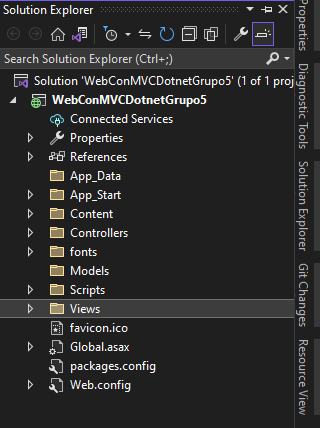 Solution Explorer
Search Solution Explorer (Ctrl+;)
Solution 'WebConMVCDotnetGrupo5' (1 of 1 proj
WebConMVCDotnetGrupo5
Connected Services
Properties
References
App_Data
App_Start
Content
Controllers
fonts
Models
Scripts
Views
favicon.ico
Global.asax
packages.config
Web.config
Properties
Diagnostic Tools
Solution Explorer
Git Changes
Resource View